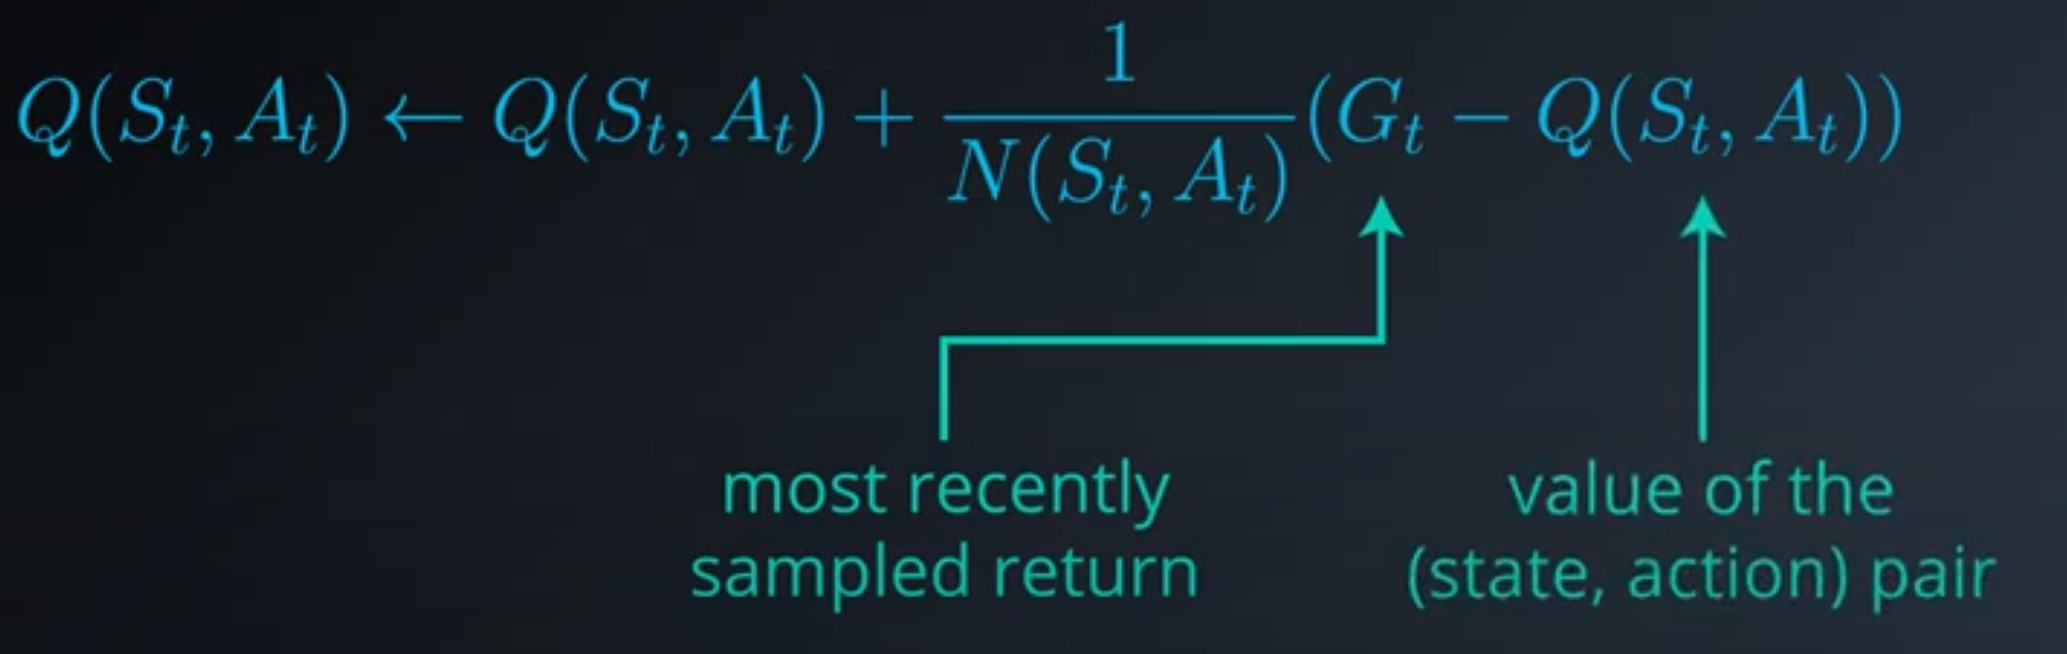 Q(S_t, A_t) ← Q(S_t, A_t) + \frac{1}{N(S_t, A_t)}(G_t − Q(S_t, A_t))
most recently
sampled return
value of the
(state, action) pair